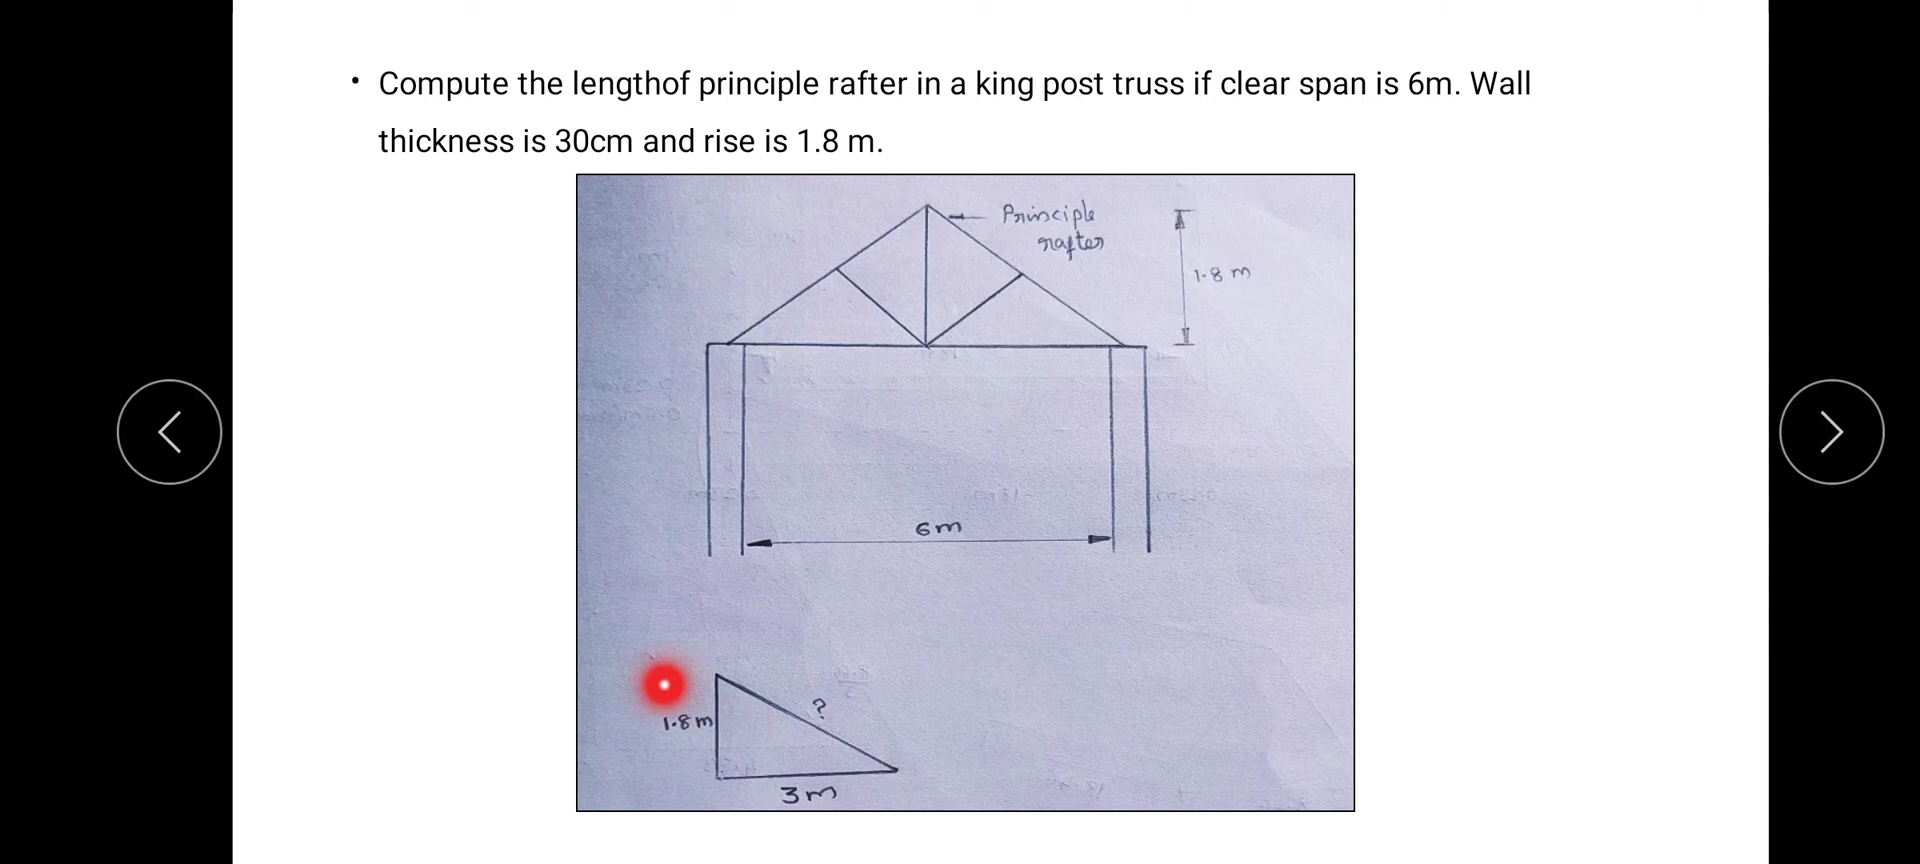 • Compute the lengthof principle rafter in a king post truss if clear span is 6m. Wall
thickness is 30cm and rise is 1.8 m.
Principle
rafter
1.8 m
6m
?
1.8m
3m